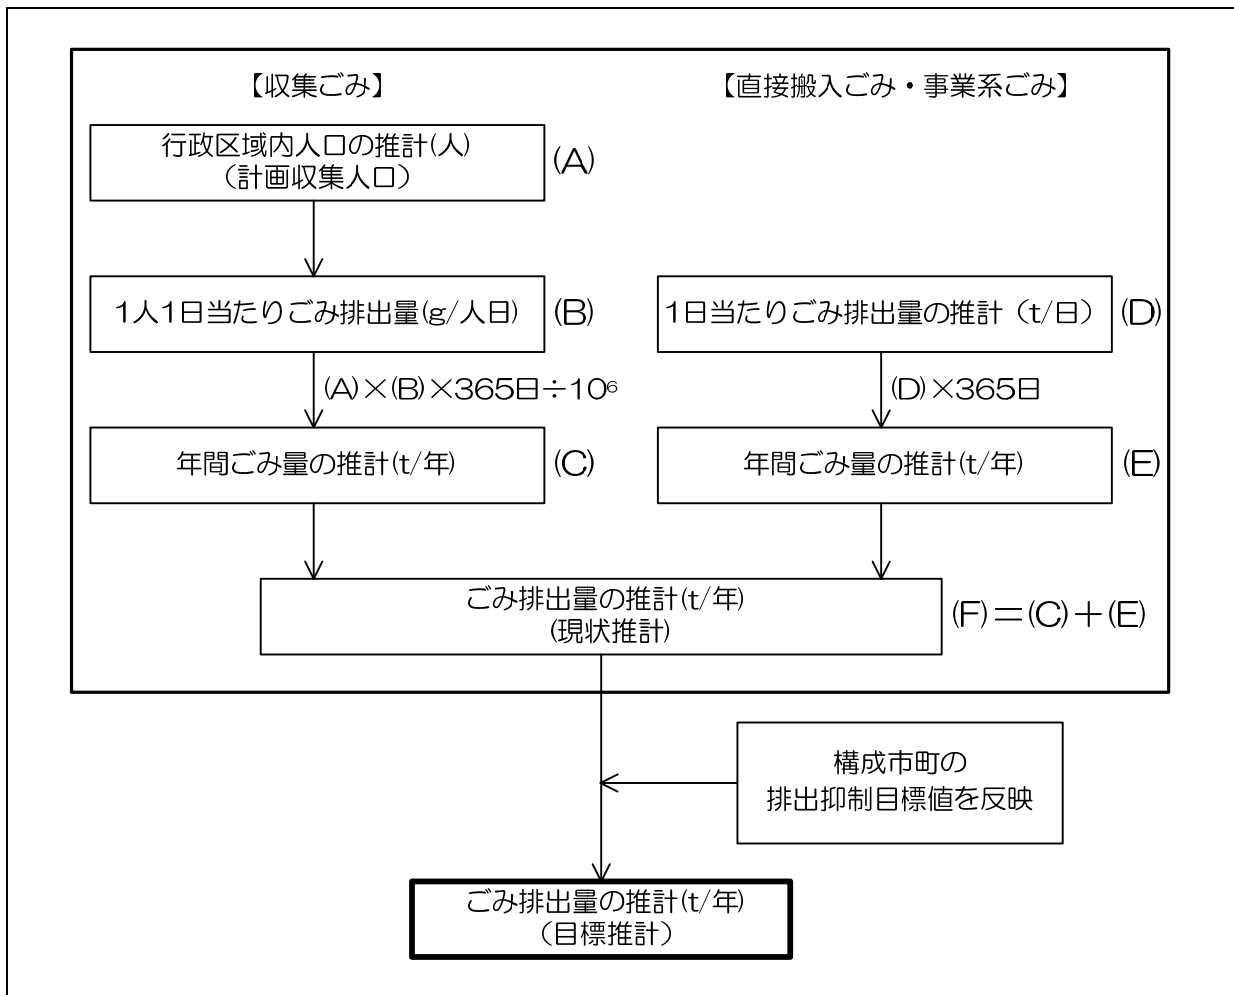 【収集ごみ】
【直接搬入ごみ・事業系ごみ】
行政区域内人口の推計(人)
（計画収集人口）
(A)
1人1日当たりごみ排出量(g/人日)
(B)
1日当たりごみ排出量の推計（t/日）
(D)
(A)×(B)×365日÷10⁶
(D)×365日
年間ごみ量の推計(t/年)
(C)
年間ごみ量の推計(t/年)
(E)
ごみ排出量の推計(t/年)
(現状推計)
(F)＝(C)＋(E)
構成市町の
排出抑制目標値を反映
ごみ排出量の推計(t/年)
（目標推計）